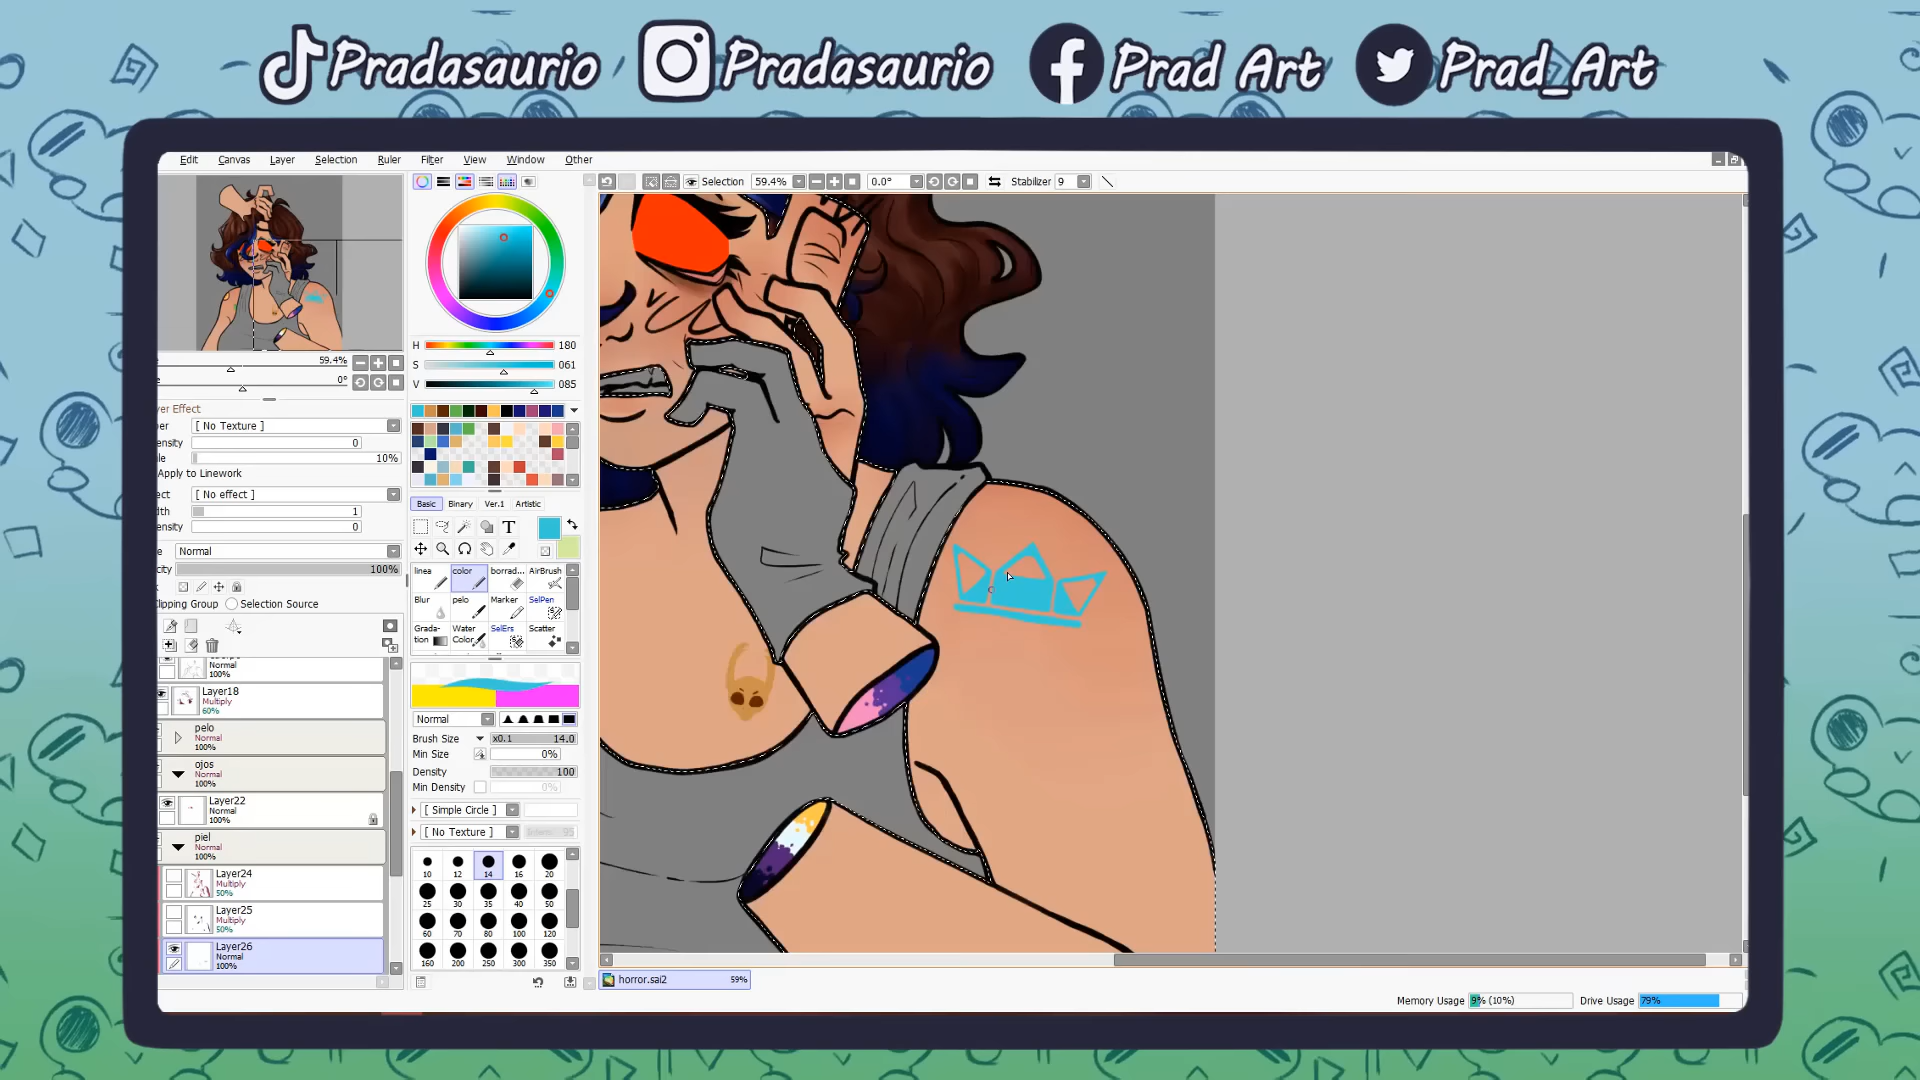 Pradasaurio Pradasaurio Prad Art Prad_Art
Edit Canvas Layer Selection Ruler Filter View Window Other
Selection 59.4% 0.0° Stabilizer 9
59.4%
0°
H 180
S 061
V 085
[ No Texture ]
0
10%
Apply to Linework
[ No effect ]
1
0
Normal
100%
Clipping Group Selection Source
Basic Binary Ver.1 Artistic
T
linea color borrad... AirBrush
Blur pelo Marker SelPen
Grada- Water SelErs Scatter
tion Color
Normal
Brush Size x0.1 14.0
Min Size 0%
Density 100
Min Density 0%
[ Simple Circle ]
[ No Texture ]
10 12 14 16 20
25 30 35 40 50
60 70 80 100 120
160 200 250 300 350
Normal
100%
Layer18
Multiply
60%
pelo
Normal
100%
ojos
Normal
100%
Layer22
Normal
100%
piel
Normal
100%
Layer24
Multiply
50%
Layer25
Multiply
50%
Layer26
Normal
100%
horror.sai2 59%
Memory Usage 9% (10%) Drive Usage 79%